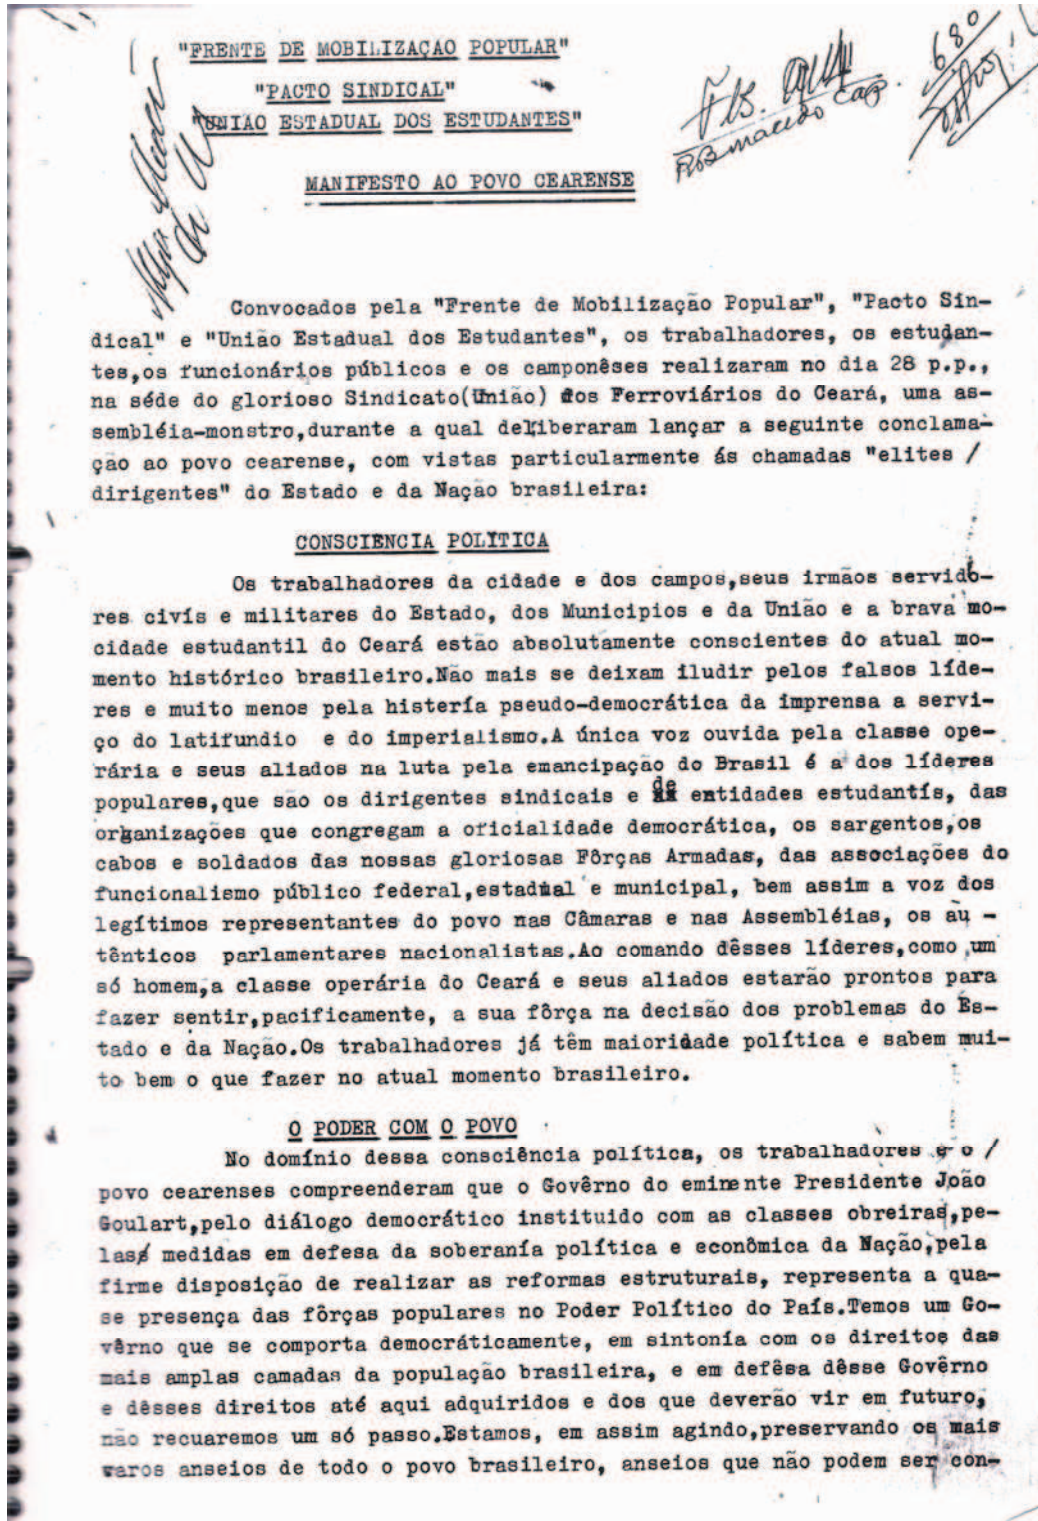 "FRENTE DE MOBILIZAÇAO POPULAR"
"PACTO SINDICAL"
"UNIAO ESTADUAL DOS ESTUDANTES"
Fls.
RoB macedo Cap.
680
MANIFESTO AO POVO CEARENSE
Convocados pela "Frente de Mobilização Popular", "Pacto Sin-
dical" e "União Estadual dos Estudantes", os trabalhadores, os estudan-
tes,os funcionários públicos e os camponêses realizaram no dia 28 p.p.,
na séde do glorioso Sindicato(União) dos Ferroviários do Ceará, uma as-
sembléia-monstro,durante a qual deliberaram lançar a seguinte conclama-
ção ao povo cearense, com vistas particularmente ás chamadas "elites /
dirigentes" do Estado e da Nação brasileira:
CONSCIENCIA POLÍTICA
Os trabalhadores da cidade e dos campos,seus irmãos servido-
res civís e militares do Estado, dos Municipios e da União e a brava mo-
cidade estudantil do Ceará estão absolutamente conscientes do atual mo-
mento histórico brasileiro.Não mais se deixam iludir pelos falsos líde-
res e muito menos pela histería pseudo-democrática da imprensa a servi-
ço do latifundio e do imperialismo.A única voz ouvida pela classe ope-
rária e seus aliados na luta pela emancipação do Brasil é a dos líderes
populares,que são os dirigentes sindicais e de entidades estudantís, das
organizações que congregam a oficialidade democrática, os sargentos,os
cabos e soldados das nossas gloriosas Fôrças Armadas, das associações do
funcionalismo público federal,estadual e municipal, bem assim a voz dos
legítimos representantes do povo nas Câmaras e nas Assembléias, os au -
tênticos parlamentares nacionalistas.Ao comando dêsses líderes,como um
só homem,a classe operária do Ceará e seus aliados estarão prontos para
fazer sentir,pacificamente, a sua fôrça na decisão dos problemas do Es-
tado e da Nação.Os trabalhadores já têm maioridade política e sabem mui-
to bem o que fazer no atual momento brasileiro.
O PODER COM O POVO
No domínio dessa consciência política, os trabalhadores e o /
povo cearenses compreenderam que o Govêrno do eminente Presidente João
Goulart,pelo diálogo democrático instituido com as classes obreiras,pe-
las medidas em defesa da soberanía política e econômica da Nação,pela
firme disposição de realizar as reformas estruturais, representa a qua-
se presença das fôrças populares no Poder Político do País.Temos um Go-
vêrno que se comporta democráticamente, em sintonía com os direitos das
mais amplas camadas da população brasileira, e em defêsa dêsse Govêrno
e dêsses direitos até aqui adquiridos e dos que deverão vir em futuro,
não recuaremos um só passo.Estamos, em assim agindo,preservando os mais
caros anseios de todo o povo brasileiro, anseios que não podem ser con-